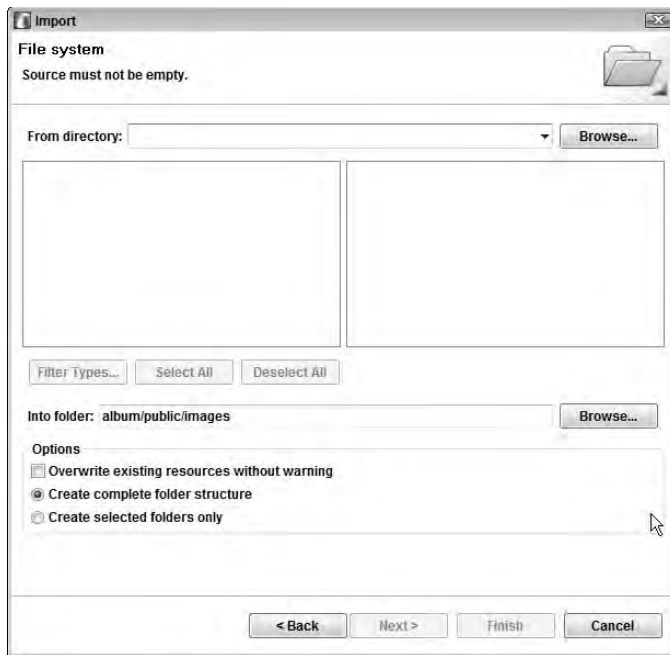 Import
File system
Source must not be empty.
From directory:
Browse...
Filter Types...
Select All
Deselect All
Into folder: album/public/images
Browse...
Options
Overwrite existing resources without warning
Create complete folder structure
Create selected folders only
< Back
Next >
Finish
Cancel